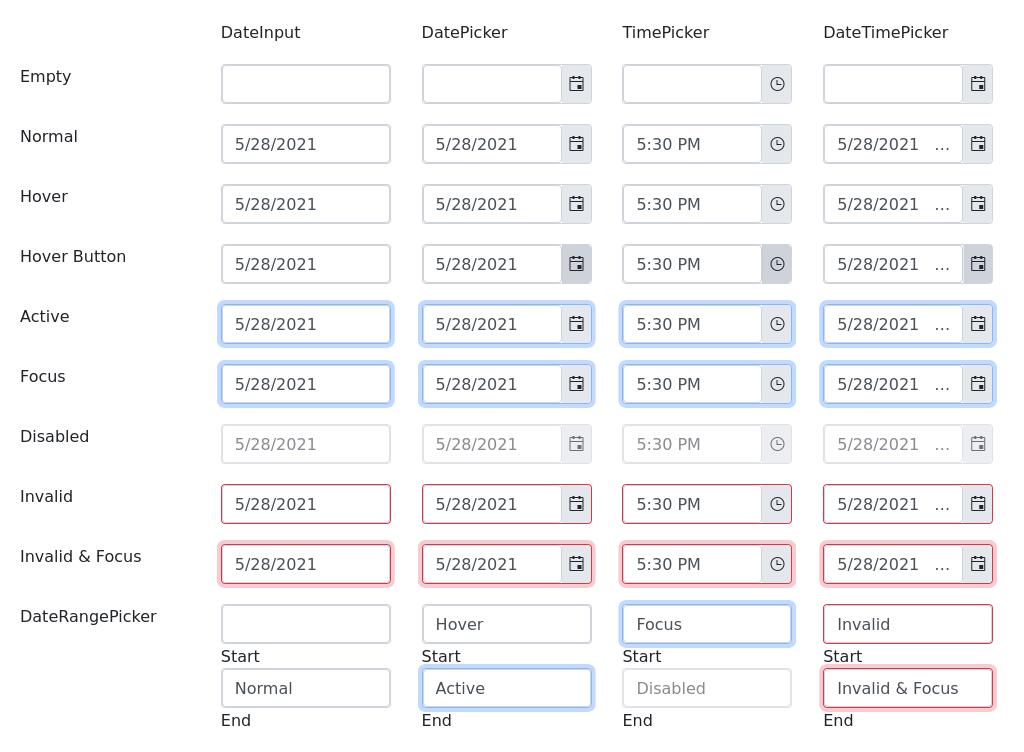 DateInput DatePicker TimePicker DateTimePicker
Empty
Normal 5/28/2021 5/28/2021 5:30 PM 5/28/2021 ...
Hover 5/28/2021 5/28/2021 5:30 PM 5/28/2021 ...
Hover Button 5/28/2021 5/28/2021 5:30 PM 5/28/2021 ...
Active 5/28/2021 5/28/2021 5:30 PM 5/28/2021 ...
Focus 5/28/2021 5/28/2021 5:30 PM 5/28/2021 ...
Disabled 5/28/2021 5/28/2021 5:30 PM 5/28/2021 ...
Invalid 5/28/2021 5/28/2021 5:30 PM 5/28/2021 ...
Invalid & Focus 5/28/2021 5/28/2021 5:30 PM 5/28/2021 ...
DateRangePicker Hover Focus Invalid
Start Start Start Start
Normal Active Disabled Invalid & Focus
End End End End